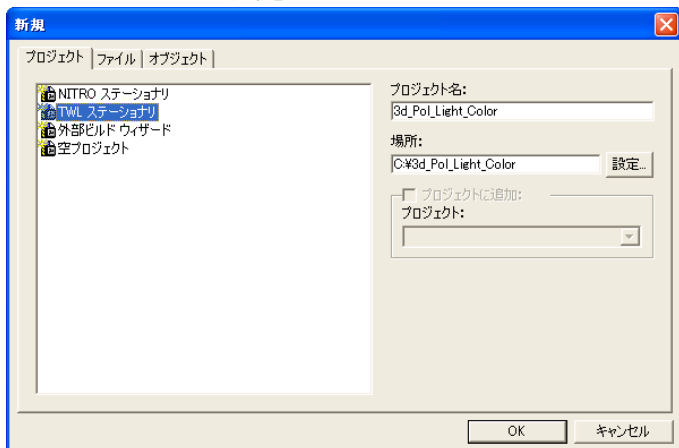 新規
プロジェクト ファイル オブジェクト
NITRO ステーショナリ
TWL ステーショナリ
外部ビルド ウィザード
空プロジェクト
プロジェクト名:
3d_Pol_Light_Color
場所:
C:¥3d_Pol_Light_Color
設定...
プロジェクトに追加:
プロジェクト:
OK キャンセル